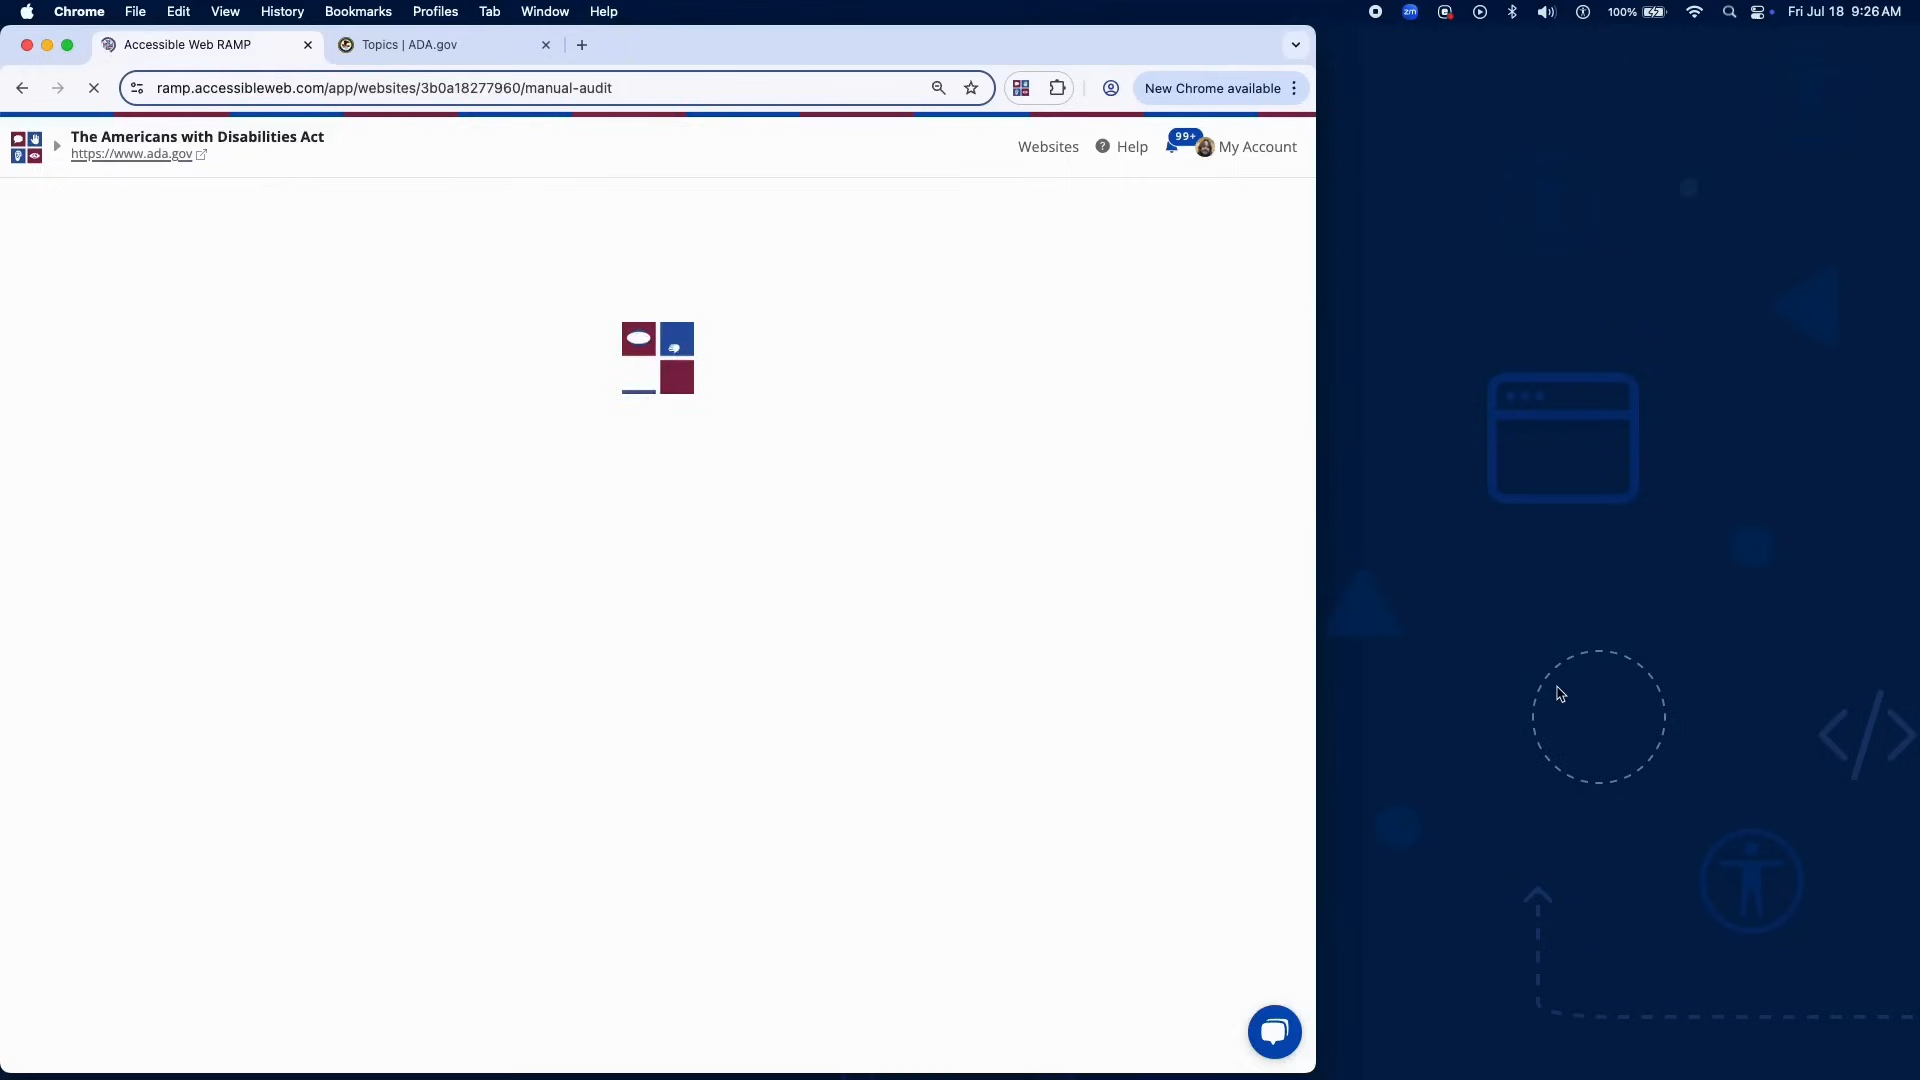 Chrome File Edit View History Bookmarks Profiles Tab Window Help
zm 100% Fri Jul 18 9:26 AM
Accessible Web RAMP
Topics | ADA.gov
ramp.accessibleweb.com/app/websites/3b0a18277960/manual-audit
New Chrome available
The Americans with Disabilities Act
https://www.ada.gov
Websites
Help
99+
My Account